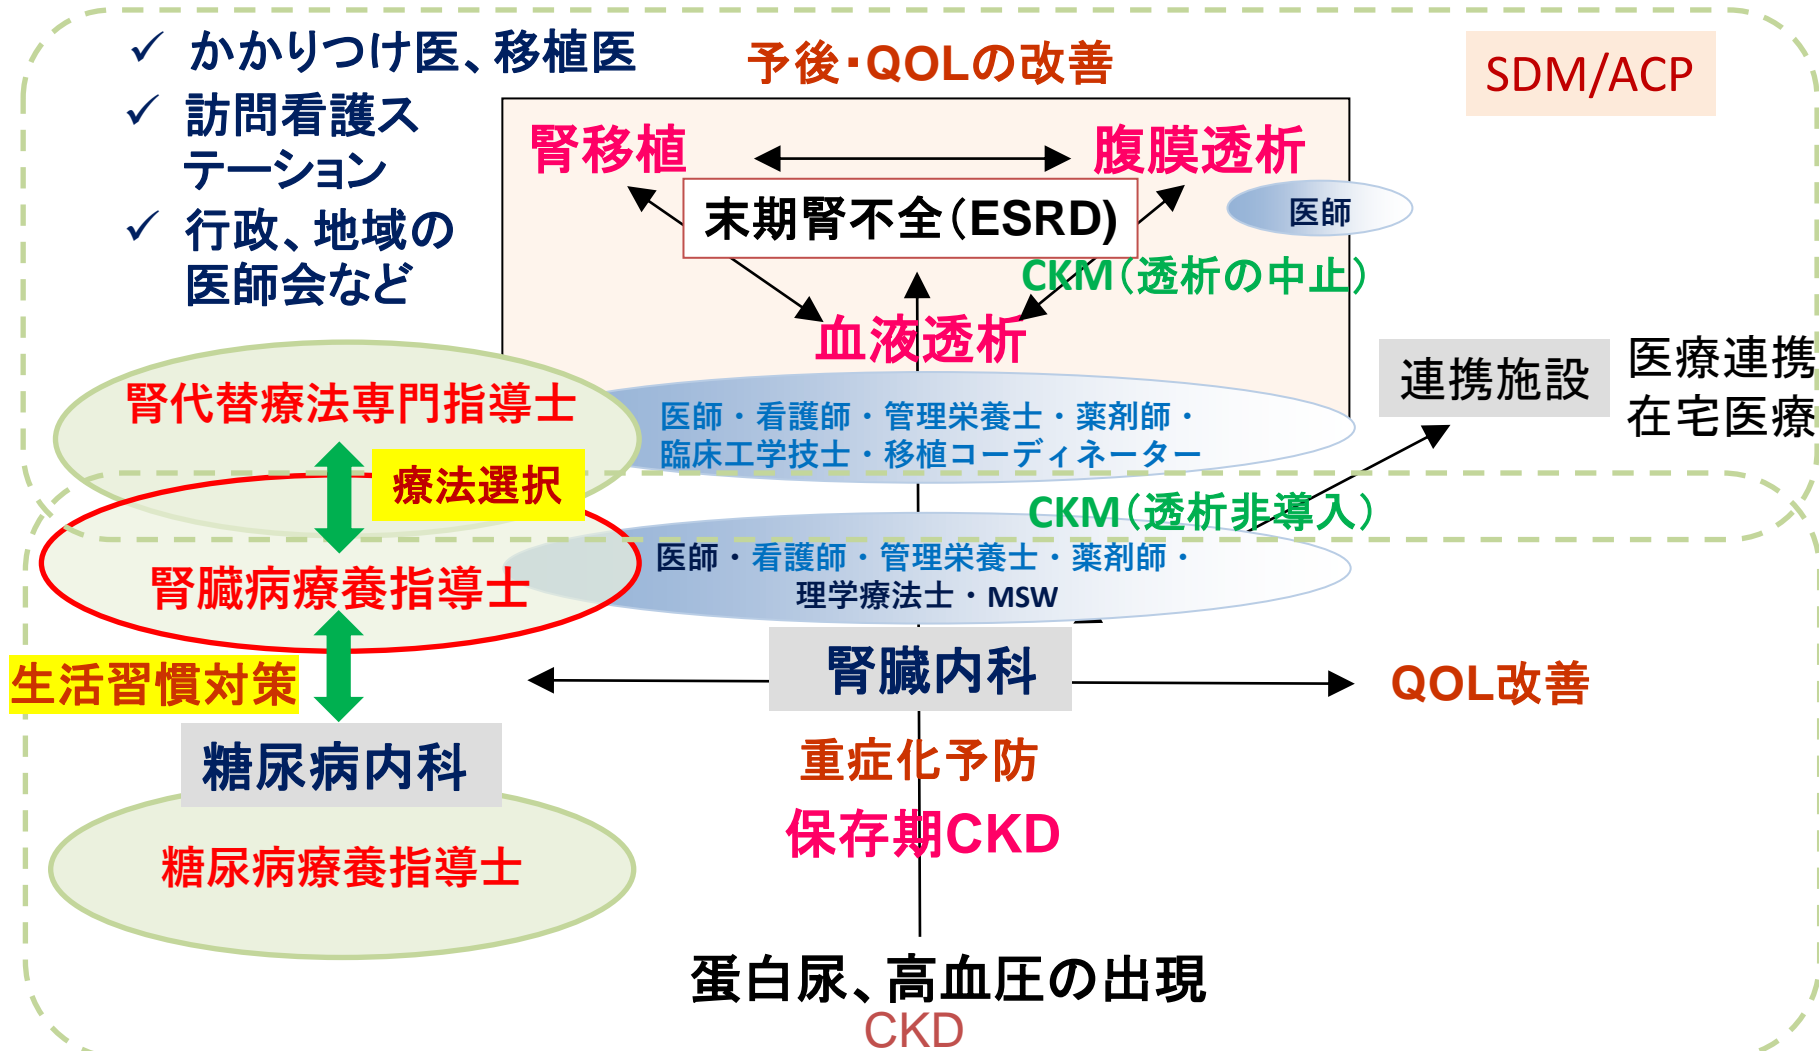 ✓ かかりつけ医、移植医
✓ 訪問看護ス
テーション
✓ 行政、地域の
医師会など
予後・QOLの改善
SDM/ACP
腎移植
腹膜透析
末期腎不全(ESRD)
医師
CKM(透析の中止)
血液透析
連携施設
医療連携
在宅医療
腎代替療法専門指導士
医師・看護師・管理栄養士・薬剤師・
臨床工学技士・移植コーディネーター
療法選択
CKM(透析非導入)
腎臓病療養指導士
医師・看護師・管理栄養士・薬剤師・
理学療法士・MSW
生活習慣対策
腎臓内科
QOL改善
糖尿病内科
重症化予防
保存期CKD
糖尿病療養指導士
蛋白尿、高血圧の出現
CKD